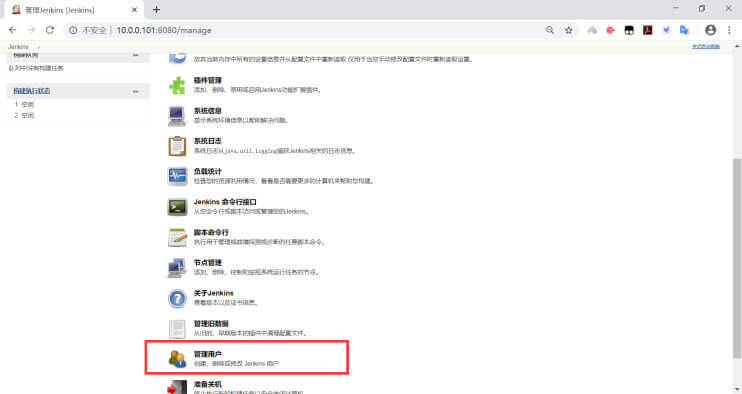 管理Jenkins [Jenkins]
不安全 | 10.0.0.101:8080/manage
Jenkins
构建队列
队列中没有构建任务
构建执行状态
1 空闲
2 空闲
放弃当前内存中所有的设置信息并从配置文件中重新读取 仅用于当您手动修改配置文件时重新读取设置。
插件管理
添加、删除、禁用或启用Jenkins功能扩展插件。
系统信息
显示系统环境信息以帮助解决问题。
系统日志
系统日志从java.util.logging捕获Jenkins相关的日志信息。
负载统计
检查您的资源利用情况，看看是否需要更多的计算机来帮助您构建。
Jenkins 命令行接口
从您命令行或脚本访问或管理您的Jenkins。
脚本命令行
执行用于管理或故障探测或诊断的任意脚本命令。
节点管理
添加、删除、控制和监视系统运行任务的节点。
关于Jenkins
查看版本以及证书信息。
管理旧数据
从旧的、早期版本的插件中清理配置文件。
管理用户
创建、删除或修改 Jenkins 用户
准备关机